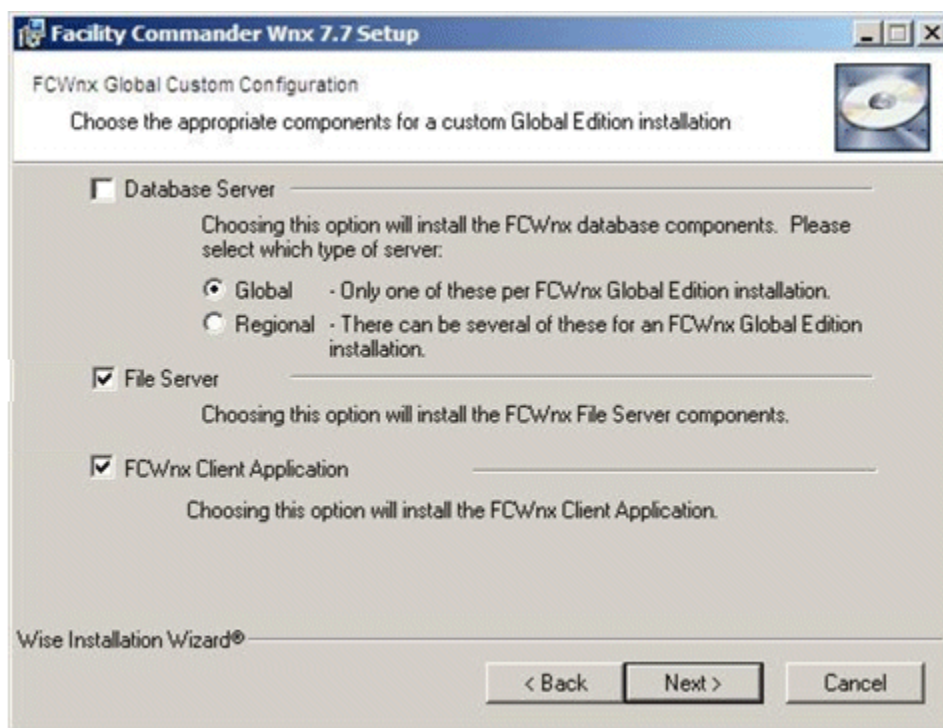 Facility Commander Wnx 7.7 Setup
FCWnx Global Custom Configuration
Choose the appropriate components for a custom Global Edition installation
Database Server
Choosing this option will install the FCWnx database components. Please
select which type of server:
Global - Only one of these per FCWnx Global Edition installation.
Regional - There can be several of these for an FCWnx Global Edition
installation.
File Server
Choosing this option will install the FCWnx File Server components.
FCWnx Client Application
Choosing this option will install the FCWnx Client Application.
Wise Installation Wizard®
< Back Next > Cancel